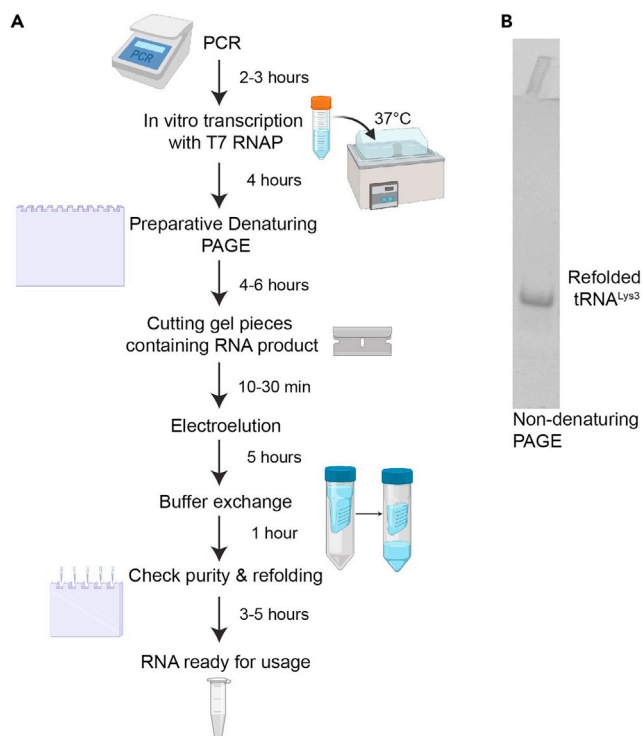 A
PCR
PCR
2-3 hours
In vitro transcription
with T7 RNAP
37°C
4 hours
Preparative Denaturing
PAGE
4-6 hours
Cutting gel pieces
containing RNA product
10-30 min
Electroelution
5 hours
Buffer exchange
1 hour
Check purity & refolding
3-5 hours
RNA ready for usage
B
Refolded
tRNA^Lys3
Non-denaturing
PAGE